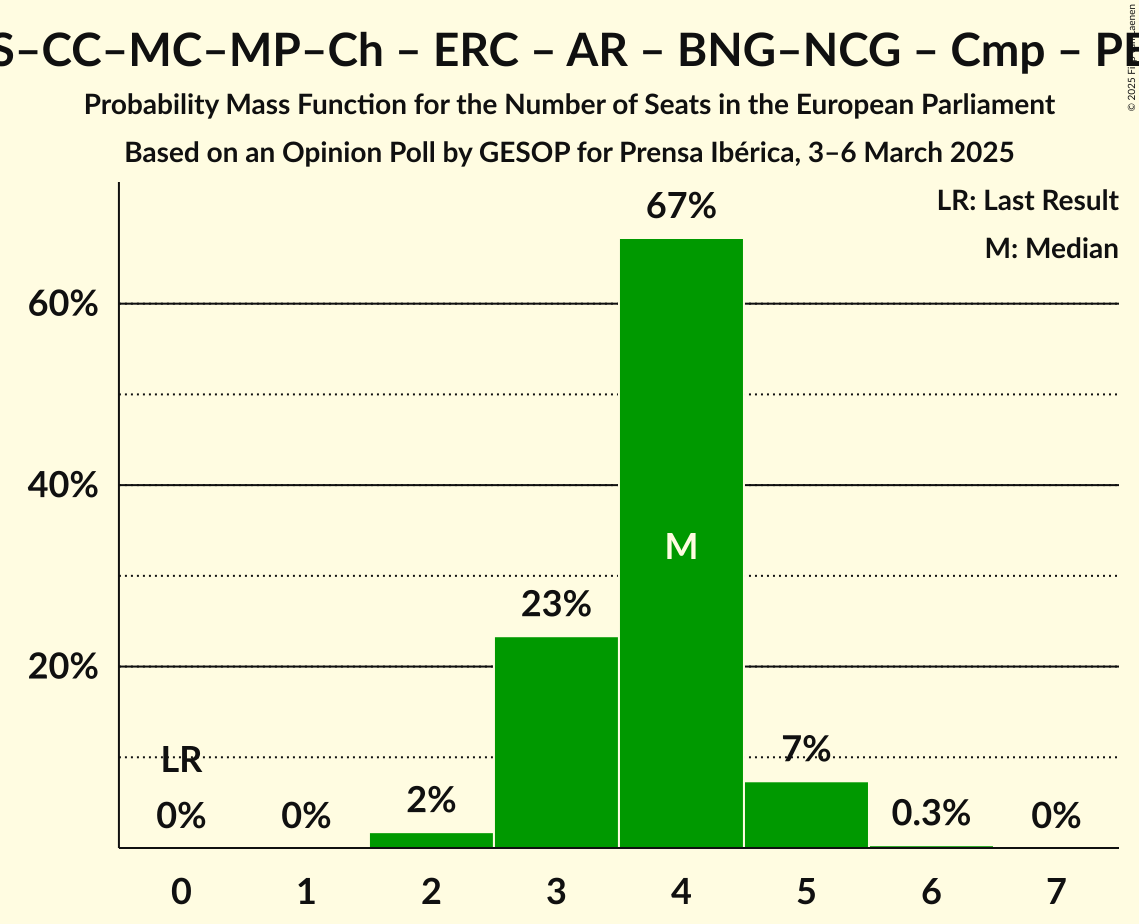 S–CC–MC–MP–Ch – ERC – AR – BNG–NCG – Cmp – PE
Probability Mass Function for the Number of Seats in the European Parliament
Based on an Opinion Poll by GESOP for Prensa Ibérica, 3–6 March 2025
LR: Last Result
M: Median
67%
60%
40%
M
23%
20%
LR
7%
0%
0%
2%
0.3%
0%
0 1 2 3 4 5 6 7
© 2025